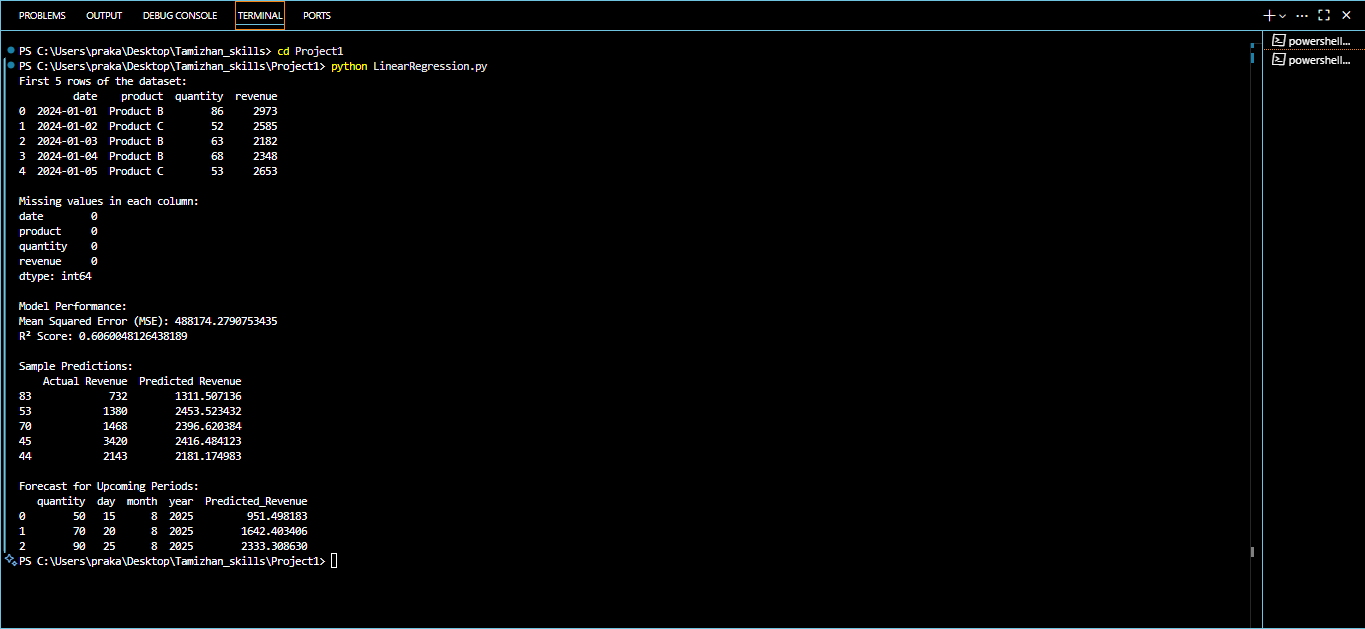 PROBLEMS OUTPUT DEBUG CONSOLE TERMINAL PORTS
powershell...
powershell...
PS C:\Users\praka\Desktop\Tamizhan_skills> cd Project1
PS C:\Users\praka\Desktop\Tamizhan_skills\Project1> python LinearRegression.py
First 5 rows of the dataset:
date product quantity revenue
0 2024-01-01 Product B 86 2973
1 2024-01-02 Product C 52 2585
2 2024-01-03 Product B 63 2182
3 2024-01-04 Product B 68 2348
4 2024-01-05 Product C 53 2653
Missing values in each column:
date 0
product 0
quantity 0
revenue 0
dtype: int64
Model Performance:
Mean Squared Error (MSE): 488174.2790753435
R² Score: 0.6060048126438189
Sample Predictions:
Actual Revenue Predicted Revenue
83 732 1311.507136
53 1380 2453.523432
70 1468 2396.620384
45 3420 2416.484123
44 2143 2181.174983
Forecast for Upcoming Periods:
quantity day month year Predicted_Revenue
0 50 15 8 2025 951.498183
1 70 20 8 2025 1642.403406
2 90 25 8 2025 2333.308630
PS C:\Users\praka\Desktop\Tamizhan_skills\Project1>